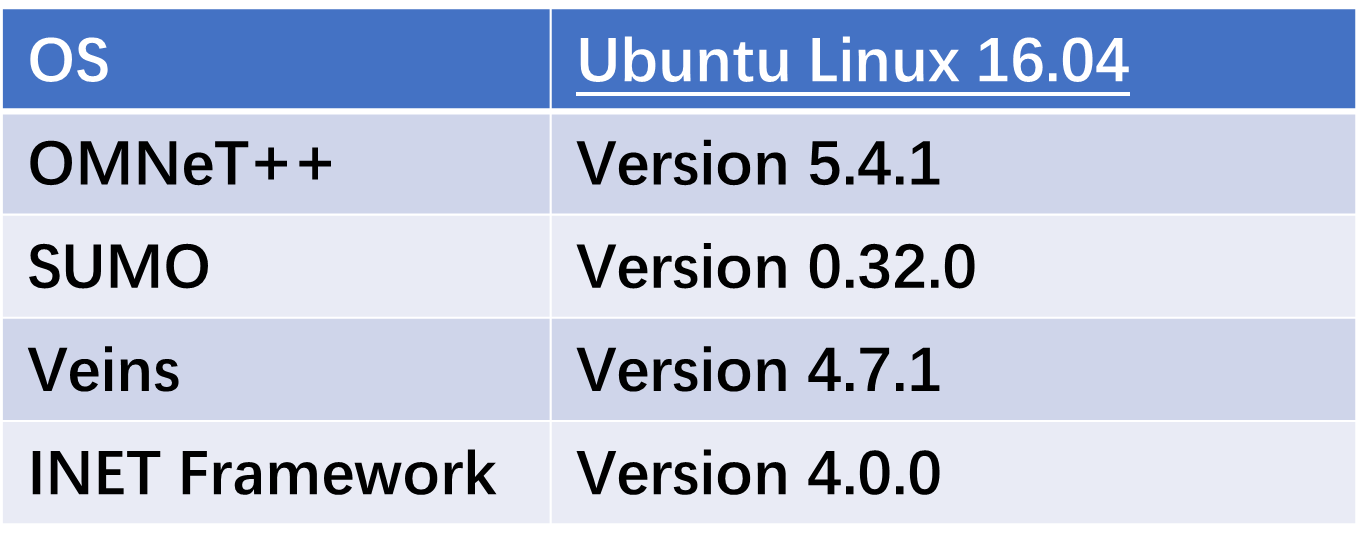 OS Ubuntu Linux 16.04
OMNeT++ Version 5.4.1
SUMO Version 0.32.0
Veins Version 4.7.1
INET Framework Version 4.0.0